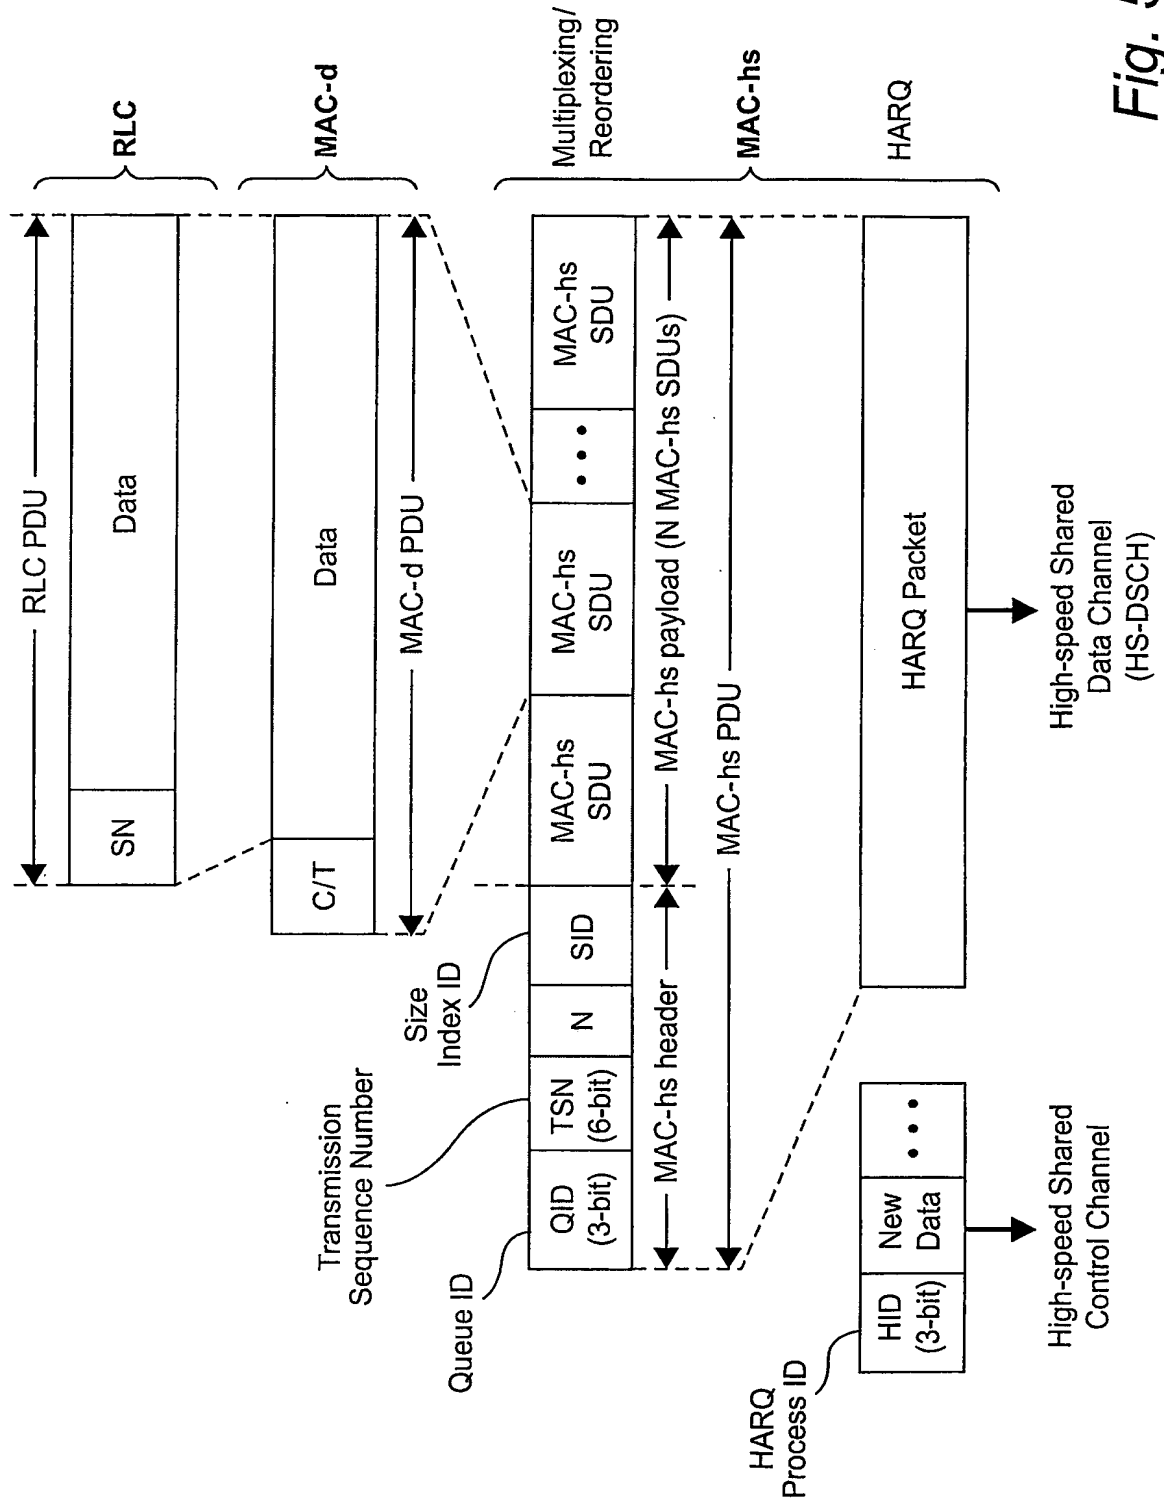 RLC PDU
SN
Data
RLC
C/T
Data
MAC-d PDU
MAC-d
Queue ID
Transmission
Sequence Number
Size
Index ID
QID
(3-bit)
TSN
(6-bit)
N
SID
MAC-hs
SDU
MAC-hs
SDU
• • •
MAC-hs
SDU
Multiplexing/
Reordering
MAC-hs header
MAC-hs payload (N MAC-hs SDUs)
MAC-hs PDU
MAC-hs
HARQ
Process ID
HID
(3-bit)
New
Data
• • •
HARQ Packet
HARQ
High-speed Shared
Control Channel
High-speed Shared
Data Channel
(HS-DSCH)
Fig.